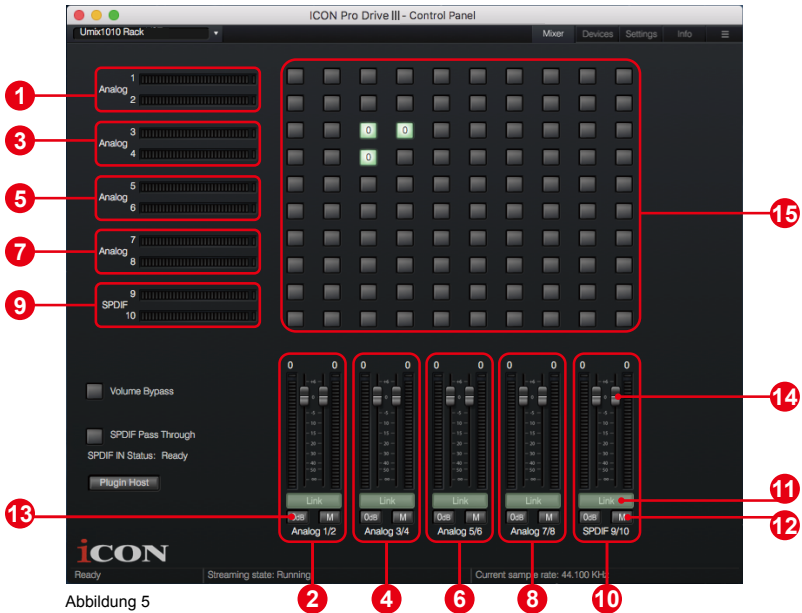 ICON Pro Drive III - Control Panel
Umix1010 Rack
Mixer Devices Settings Info
1
Analog
2
1
3
Analog
4
3
5
Analog
6
5
7
Analog
8
7
9
SPDIF
10
9
0 0
0
15
Volume Bypass
SPDIF Pass Through
SPDIF IN Status: Ready
Plugin Host
0 0 0 0 0 0 0 0 0 0
14
Link Link Link Link Link
11
13
0dB M 0dB M 0dB M 0dB M 0dB M
12
Analog 1/2 Analog 3/4 Analog 5/6 Analog 7/8 SPDIF 9/10
iCON
Ready Streaming state: Running Current sample rate: 44.100 KHz
2 4 6 8 10
Abbildung 5